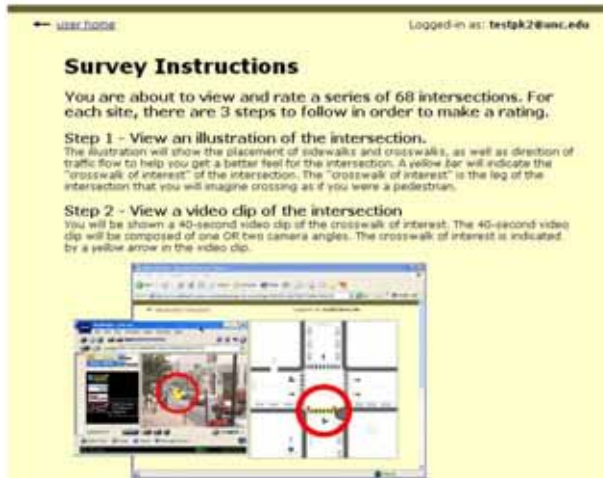 user home
Logged-in as: testpk2@unc.edu
Survey Instructions
You are about to view and rate a series of 68 intersections. For
each site, there are 3 steps to follow in order to make a rating.
Step 1 - View an illustration of the intersection.
The illustration will show the placement of sidewalks and crosswalks, as well as direction of
traffic flow to help you get a better feel for the intersection. A yellow bar will indicate the
"crosswalk of interest" of the intersection. The "crosswalk of interest" is the leg of the
intersection that you will imagine crossing as if you were a pedestrian.
Step 2 - View a video clip of the intersection
You will be shown a 40-second video clip of the crosswalk of interest. The 40-second video
clip will be composed of one OR two camera angles. The crosswalk of interest is indicated
by a yellow arrow in the video clip.